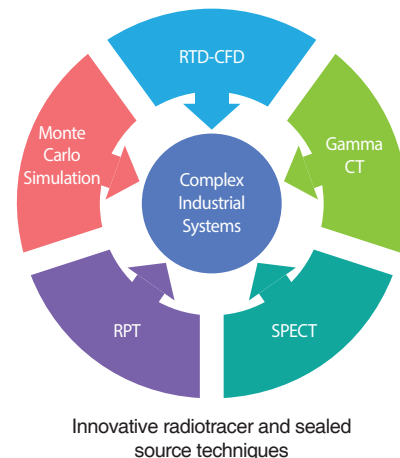 RTD-CFD
Monte
Carlo
Simulation
Gamma
CT
Complex
Industrial
Systems
RPT
SPECT
Innovative radiotracer and sealed
source techniques